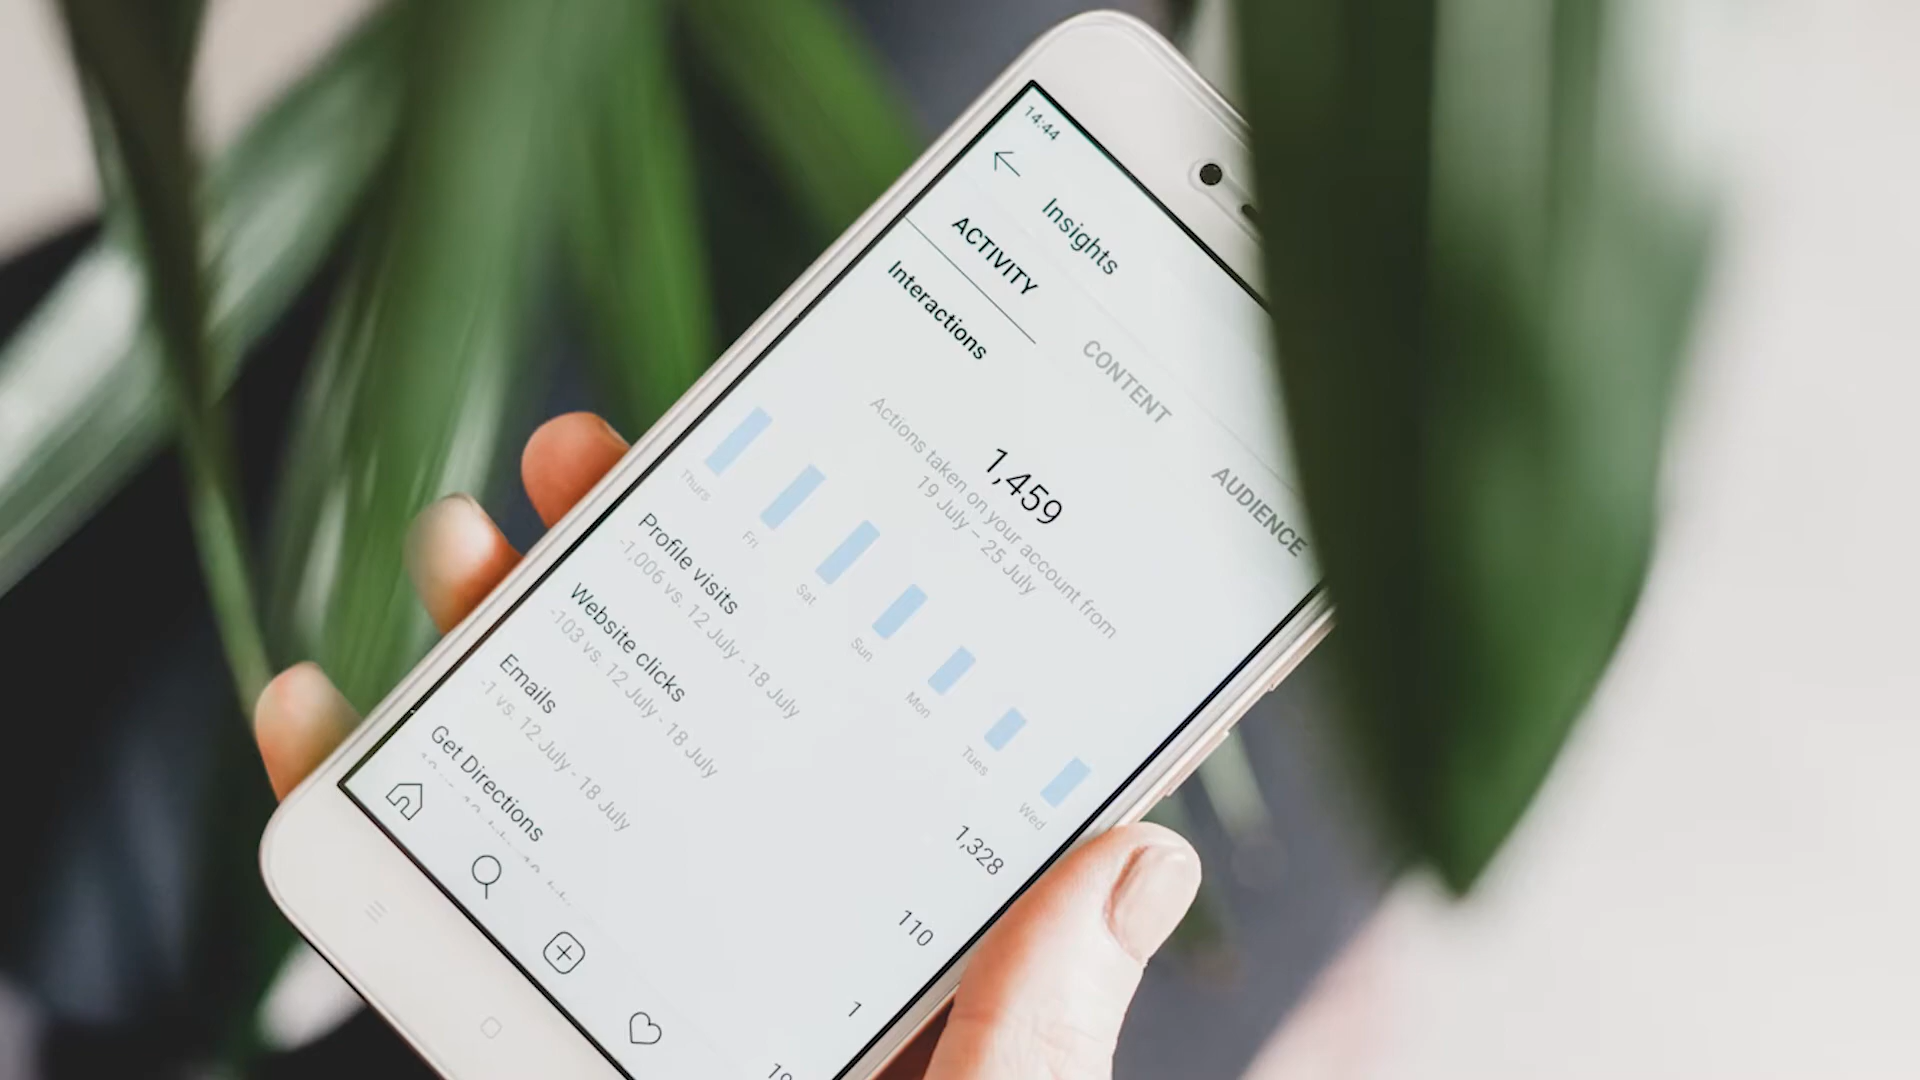 14:44
Insights
ACTIVITY
CONTENT
AUDIENCE
Interactions
1,459
Actions taken on your account from
19 July – 25 July
Thurs
Fri
Sat
Sun
Mon
Tues
Wed
Profile visits
-1,006 vs. 12 July - 18 July
1,328
Website clicks
-103 vs. 12 July - 18 July
110
Emails
-1 vs. 12 July - 18 July
1
Get Directions